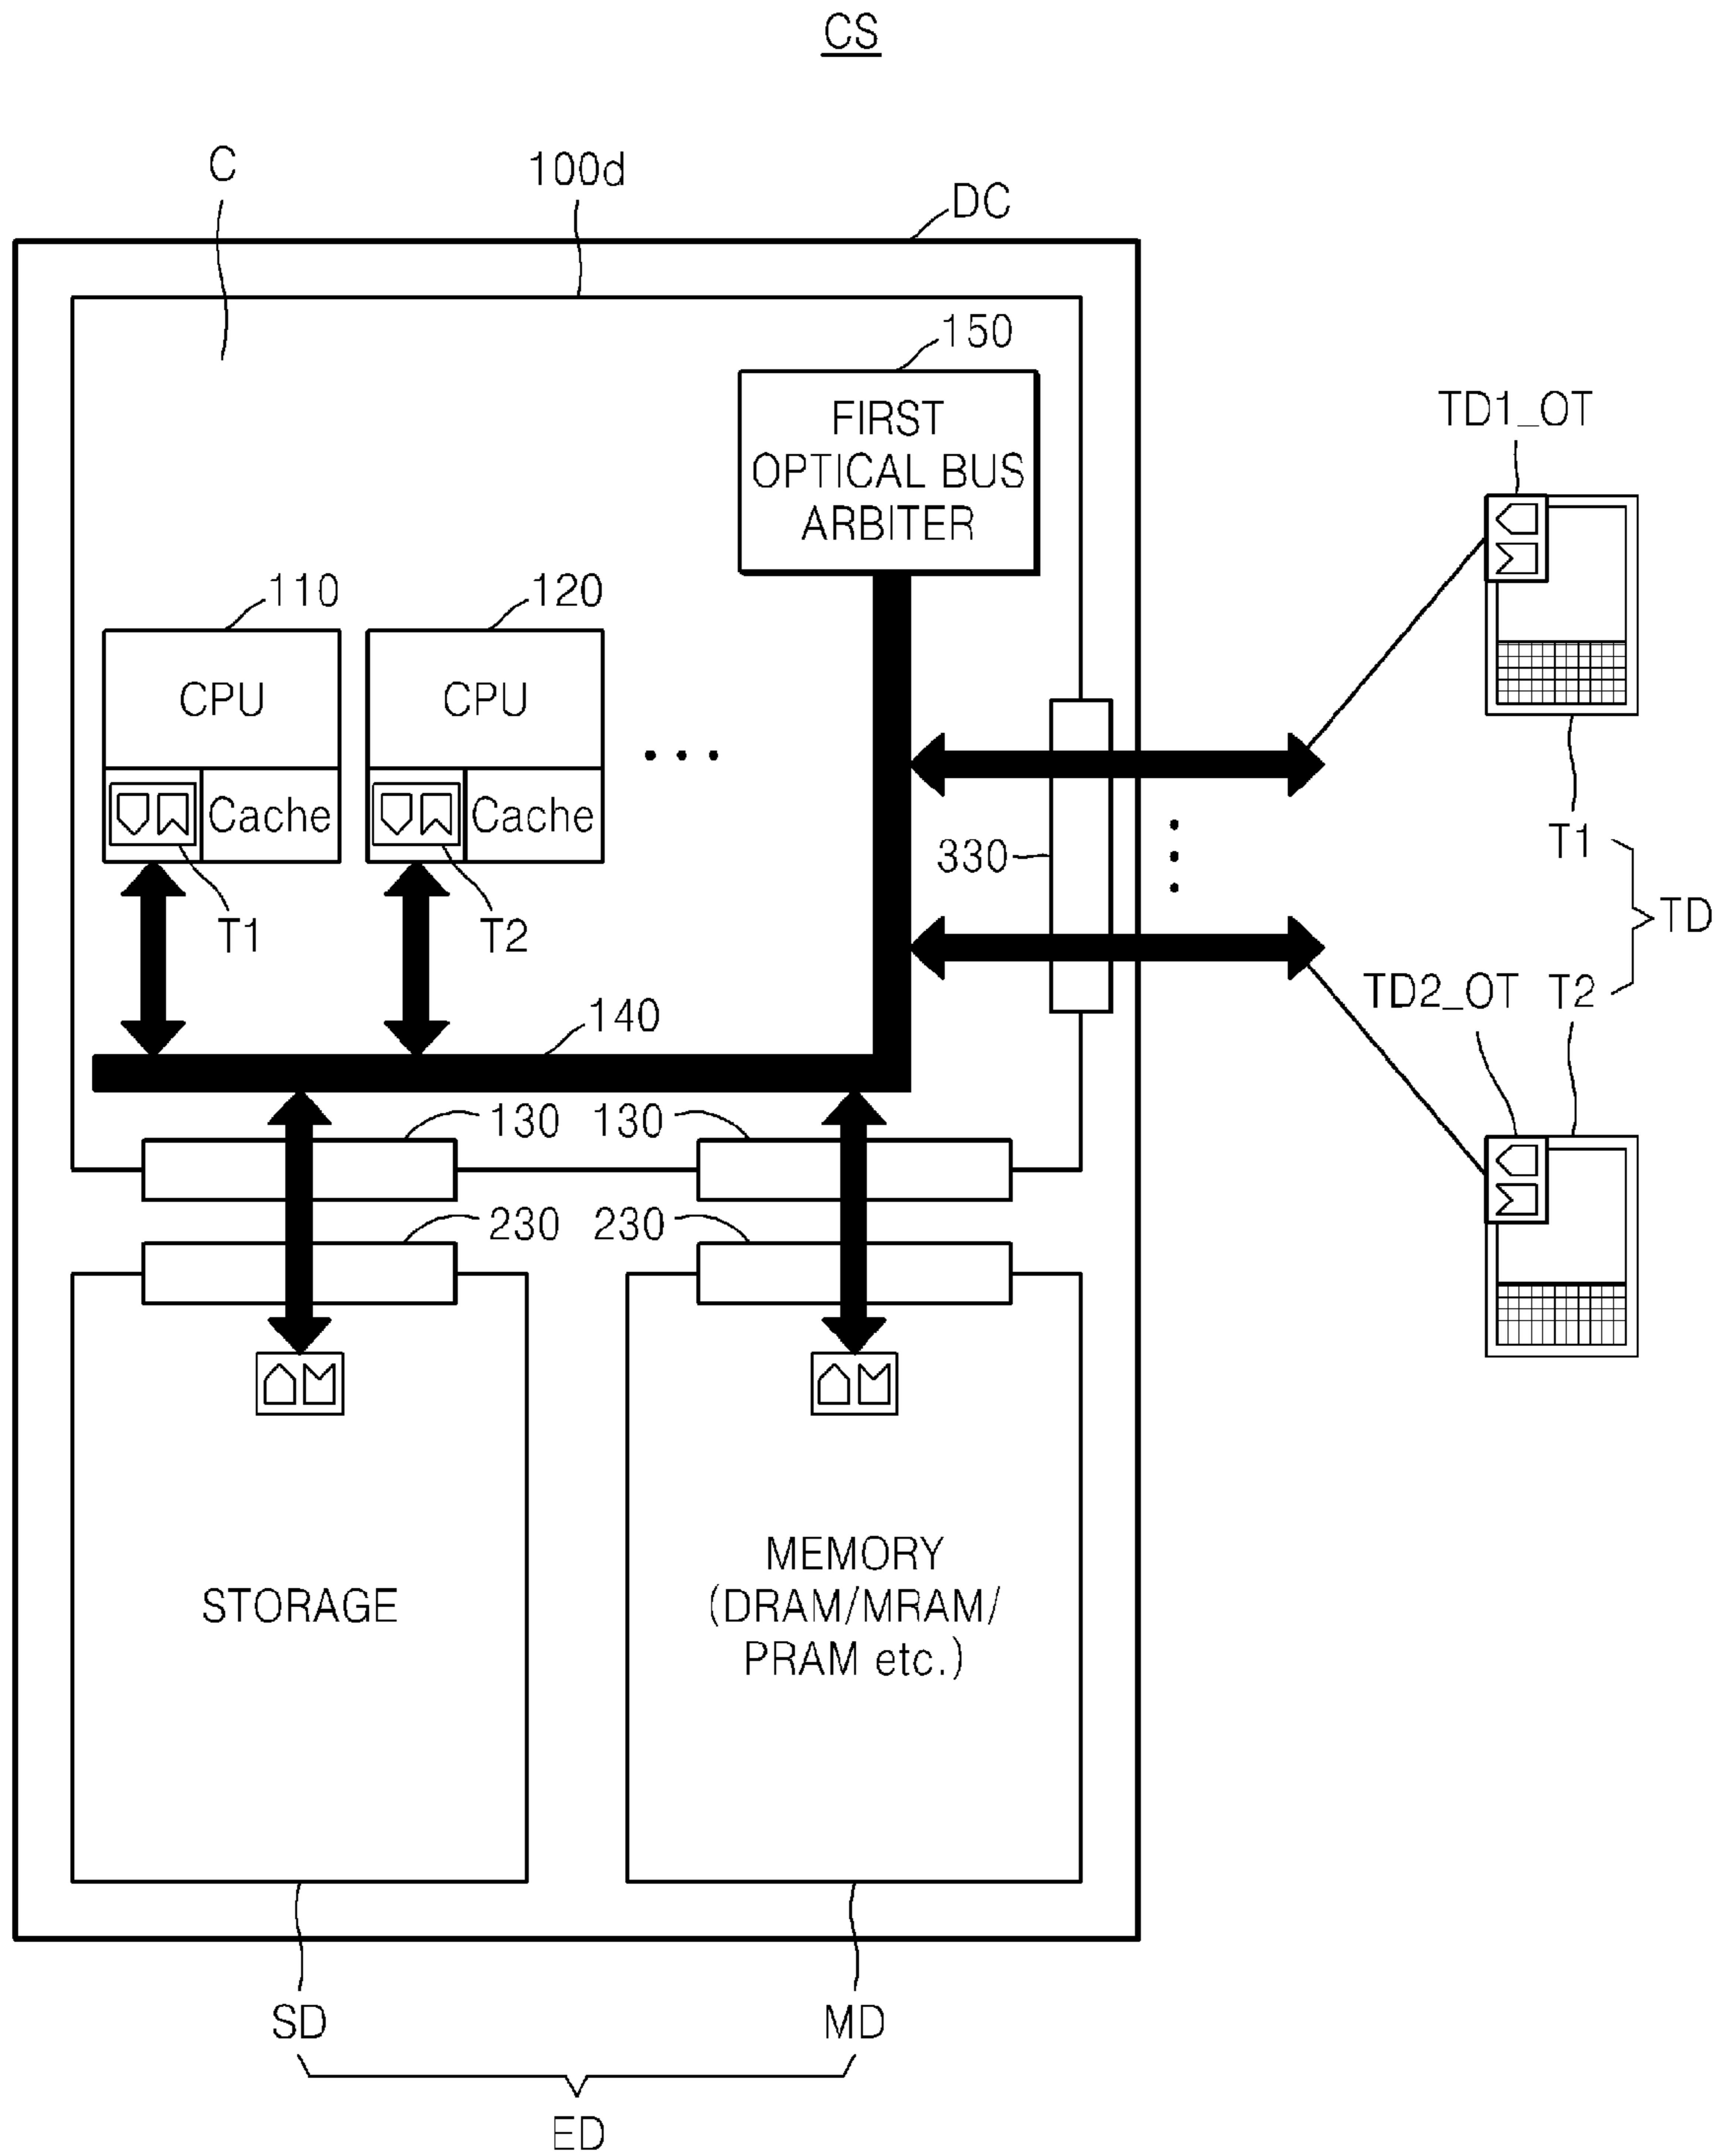 CS
C
100d
DC
150
FIRST
OPTICAL BUS
ARBITER
TD1_OT
110
120
CPU
CPU
...
Cache
Cache
T1
T2
330
T1
TD
TD2_OT
T2
140
130
130
230
230
STORAGE
MEMORY
(DRAM/MRAM/
PRAM etc.)
SD
MD
ED